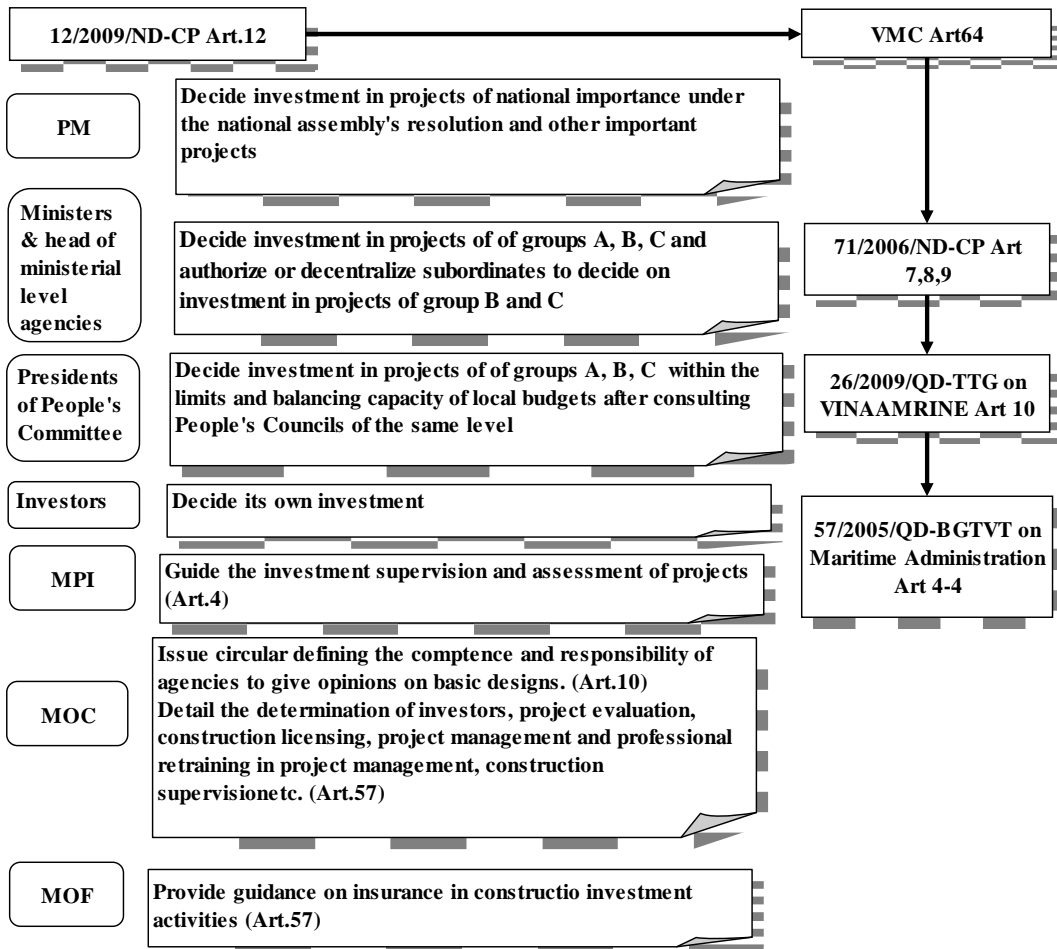 12/2009/ND-CP Art.12
VMC Art64
PM
Decide investment in projects of national importance under
the national assembly's resolution and other important
projects
Ministers
& head of
ministerial
level
agencies
Decide investment in projects of of groups A, B, C and
authorize or decentralize subordinates to decide on
investment in projects of group B and C
71/2006/ND-CP Art
7,8,9
Presidents
of People's
Committee
Decide investment in projects of of groups A, B, C within the
limits and balancing capacity of local budgets after consulting
People's Councils of the same level
26/2009/QD-TTG on
VINAAMRINE Art 10
Investors
Decide its own investment
57/2005/QD-BGTVT on
Maritime Administration
Art 4-4
MPI
Guide the investment supervision and assessment of projects
(Art.4)
MOC
Issue circular defining the comptence and responsibility of
agencies to give opinions on basic designs. (Art.10)
Detail the determination of investors, project evaluation,
construction licensing, project management and professional
retraining in project management, construction
supervisionetc. (Art.57)
MOF
Provide guidance on insurance in constructio investment
activities (Art.57)